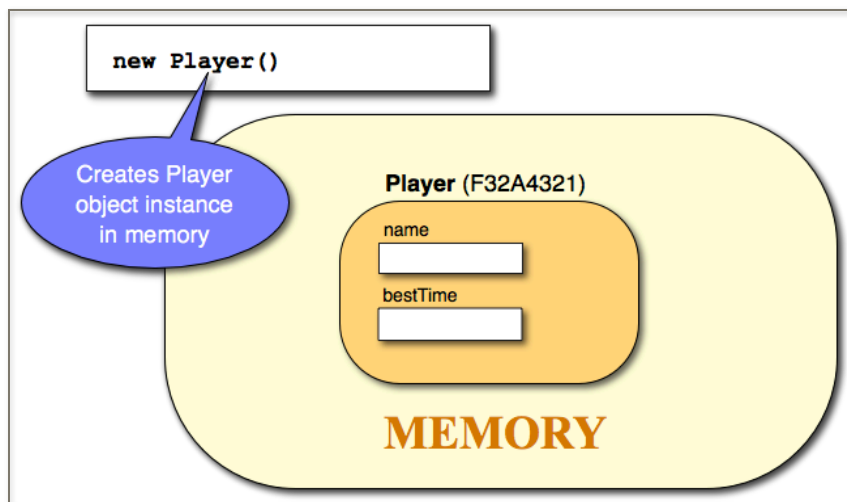 new Player()
Creates Player
object instance
in memory
Player (F32A4321)
name
bestTime
MEMORY